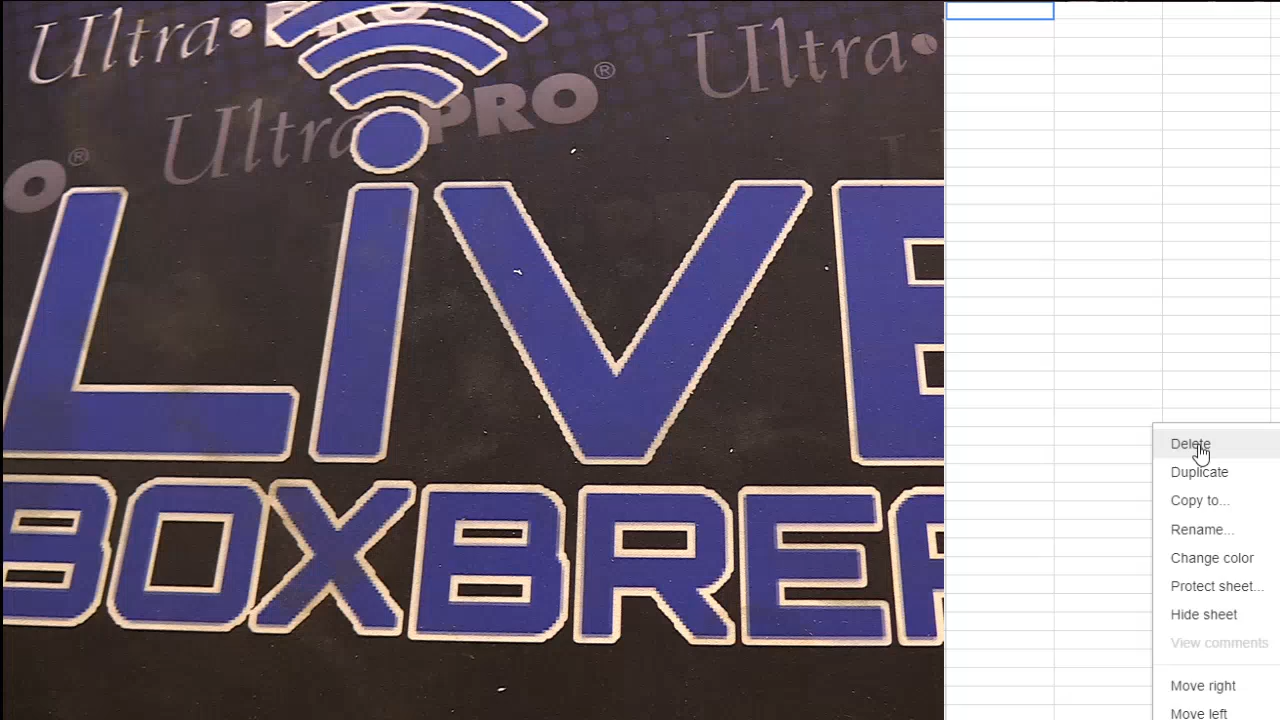 Ultra•PRO
Ultra•
Ultra PRO®
O®
LiVE
BOXBREA
Delete
Duplicate
Copy to...
Rename...
Change color
Protect sheet...
Hide sheet
View comments
Move right
Move left